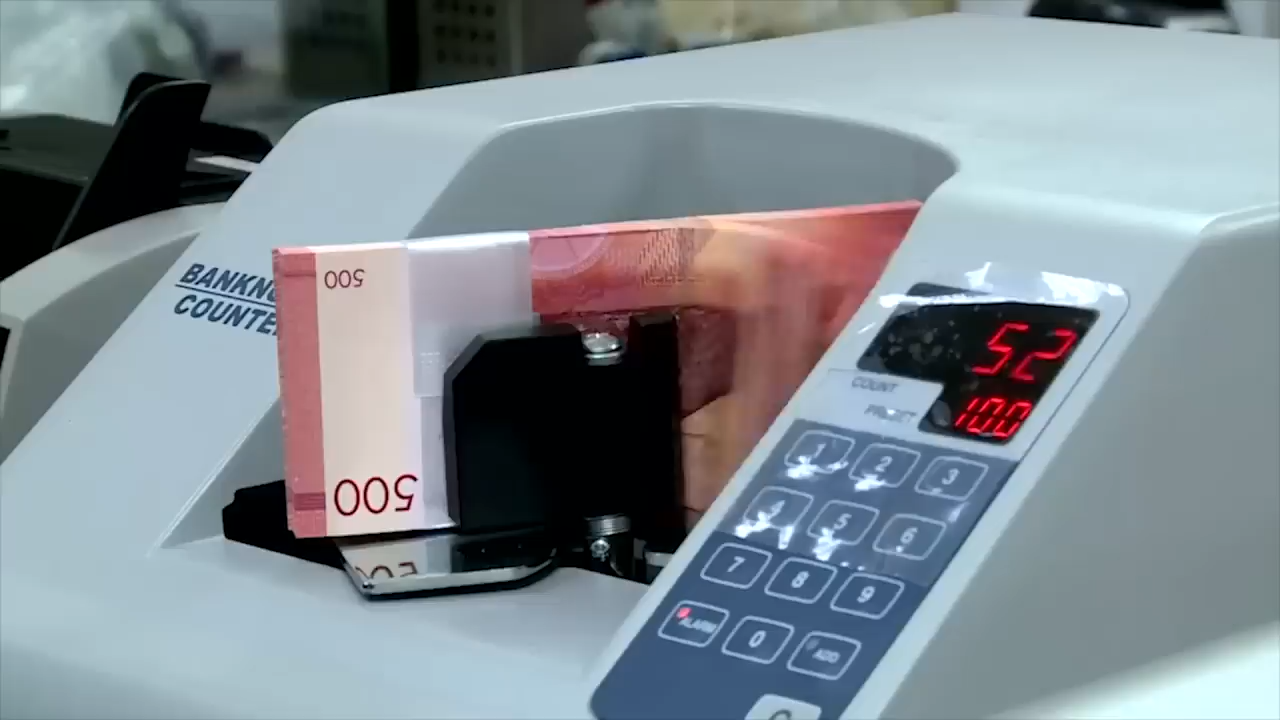 BANKN
COUNTE
500
500
52
100
COUNT
PRESET
1 2 3
4 5 6
7 8 9
ALARM 0 ADD